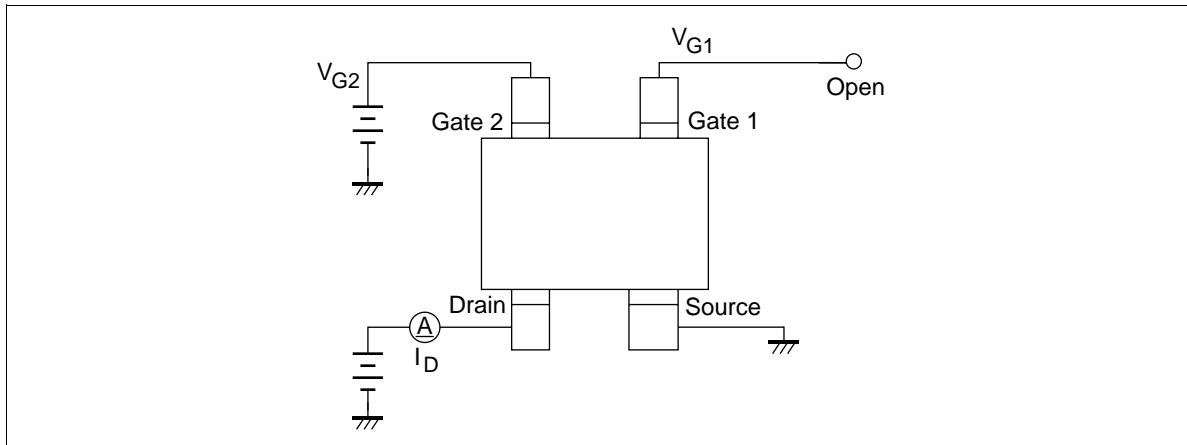 VG1
VG2
Open
Gate 2
Gate 1
Drain
Source
A
ID